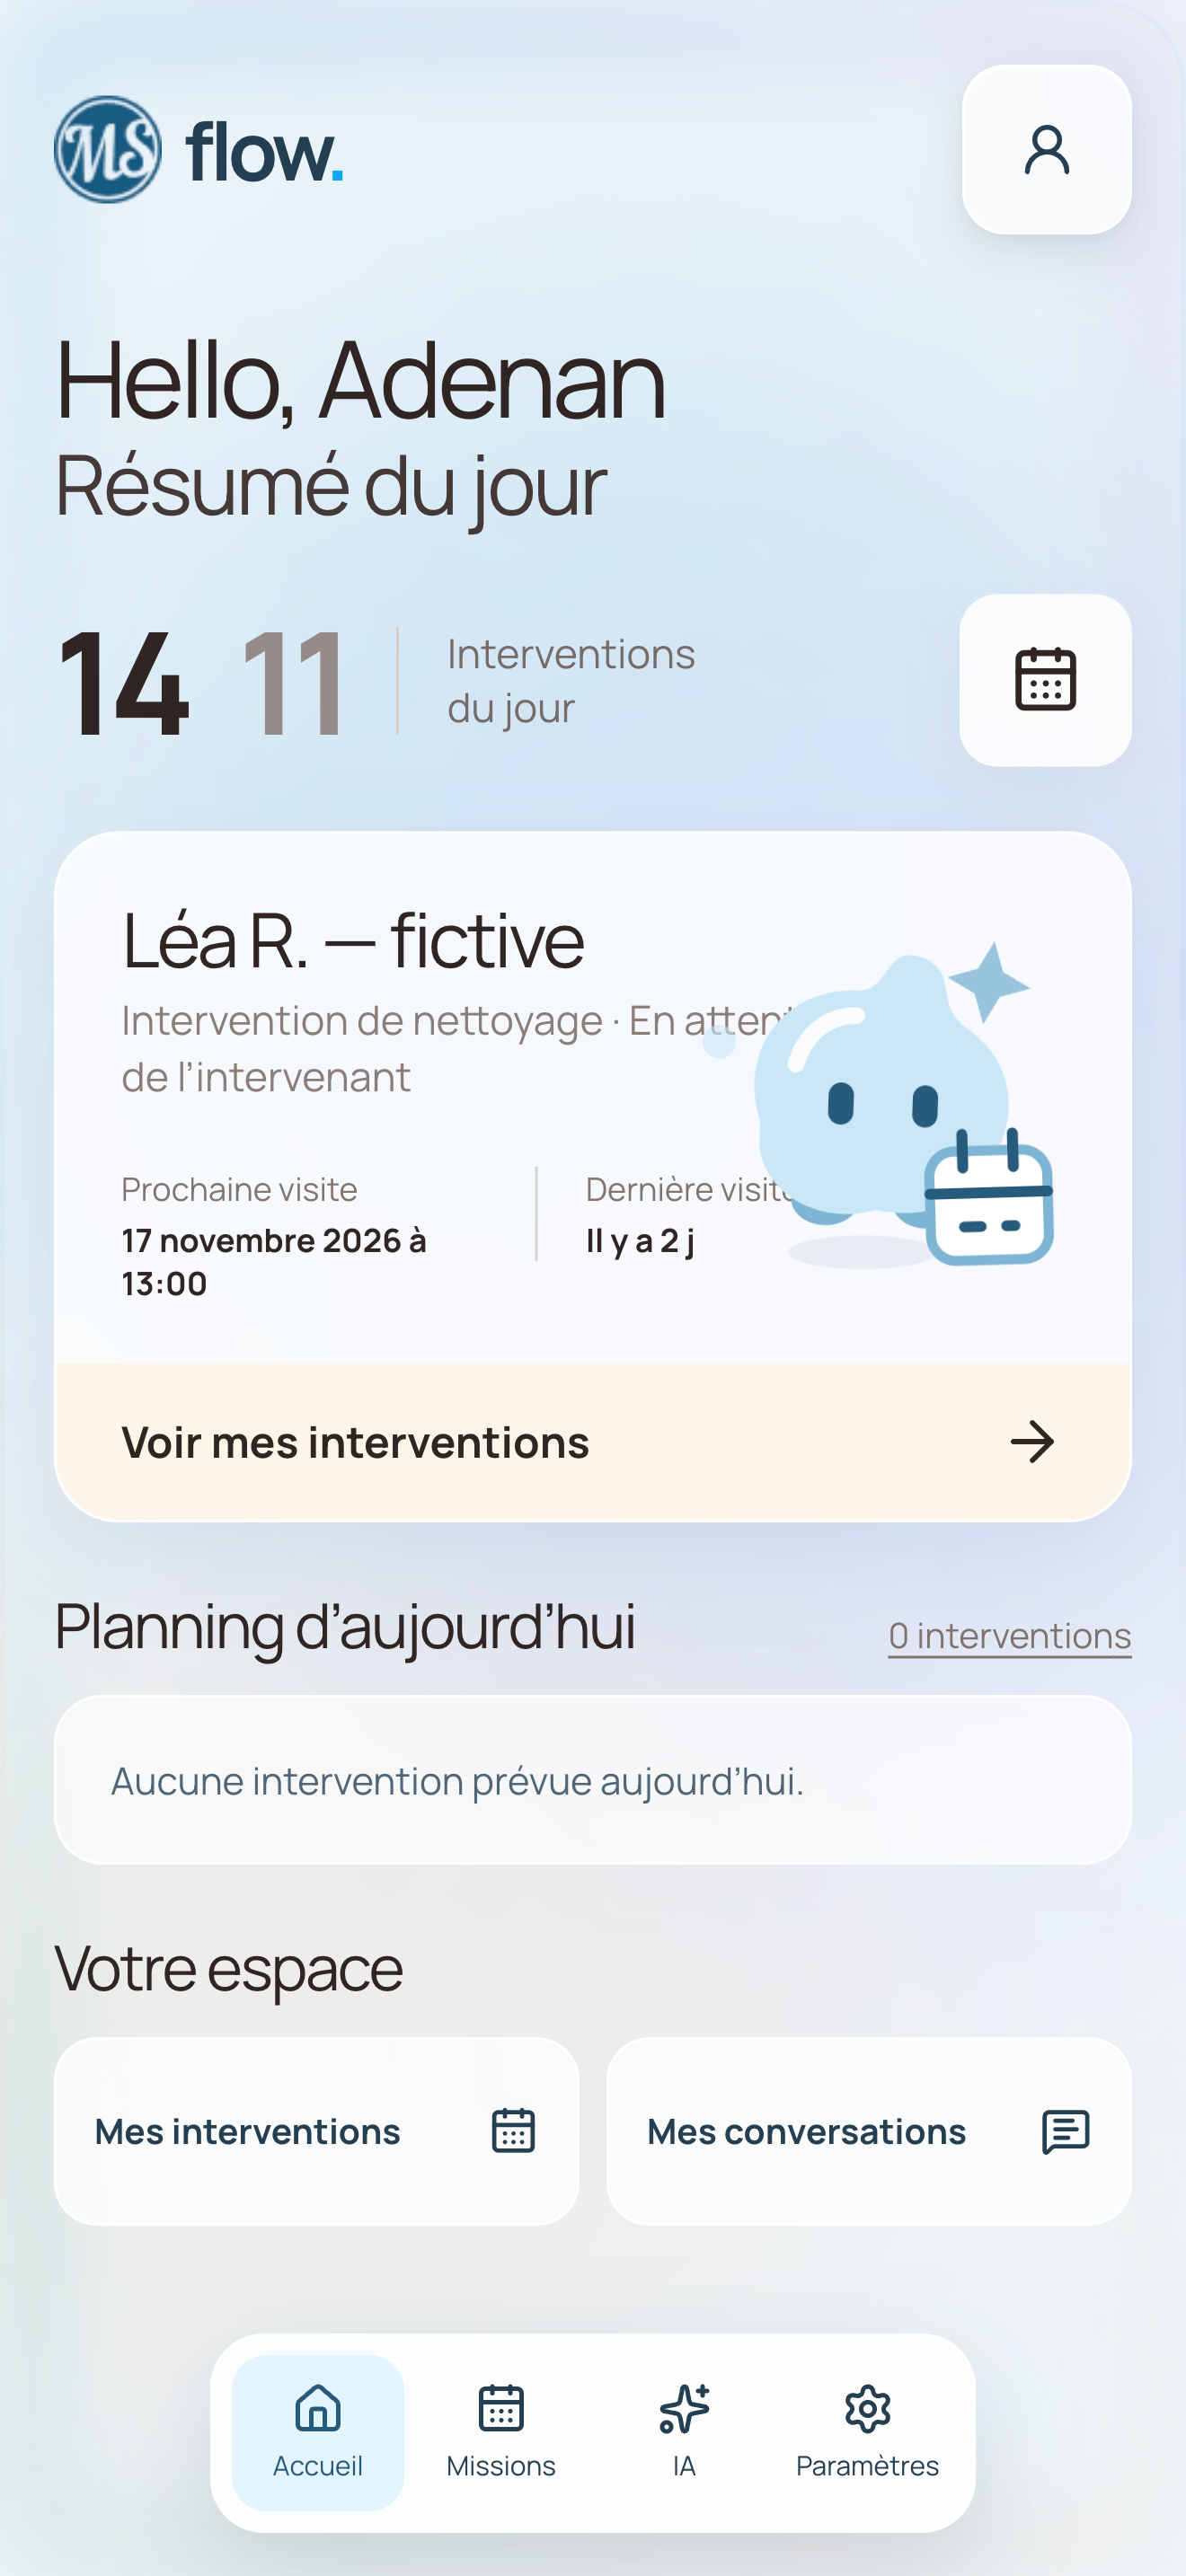 MS flow.
Hello, Adenan
Résumé du jour
14 11
Interventions
du jour
Léa R. — fictive
Intervention de nettoyage · En
de l’intervenant
Prochaine visite
17 novembre 2026 à
13:00
Dernière
Il y a 2 j
Voir mes interventions
Planning d’aujourd’hui
0 interventions
Aucune intervention prévue aujourd’hui.
Votre espace
Mes interventions
Mes conversations
Accueil
Missions
IA
Paramètres